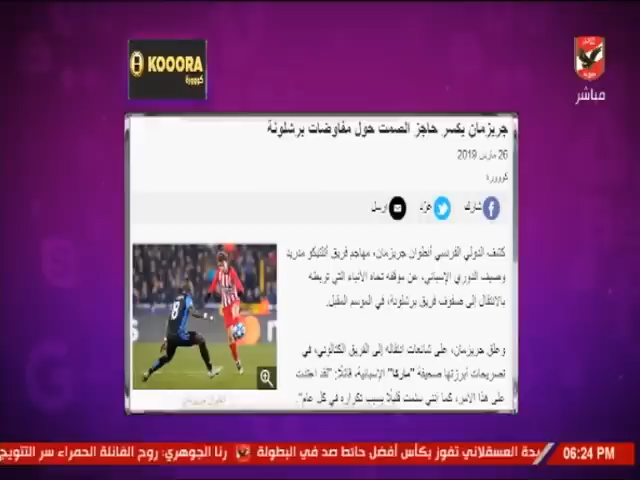 KOOORA
كووورة
مباشر
جريزمان يكسر حاجز الصمت حول مفاوضات برشلونة
26 مارس 2019
كووورة
شارك غرّد ارسل
كشف الدولي الفرنسي أنطوان جريزمان، مهاجم فريق أتلتيكو مدريد
وصيف الدوري الإسباني، عن موقفه تجاه الأنباء التي تربطه
بالانتقال إلى صفوف فريق برشلونة، في الموسم المقبل.
وعلق جريزمان، على شائعات انتقاله إلى الفريق الكتالوني، في
تصريحات أبرزتها صحيفة "ماركا" الإسبانية، قائلًا: "لقد اعتدت
على هذا الأمر، كما أنني سئمت قليلًا بسبب تكراره في كل عام".
18
06:24 PM
يدة العسقلاني تفوز بكأس أفضل حائط صد في البطولة رنا الجوهري: روح الفانلة الحمراء سر التتويج